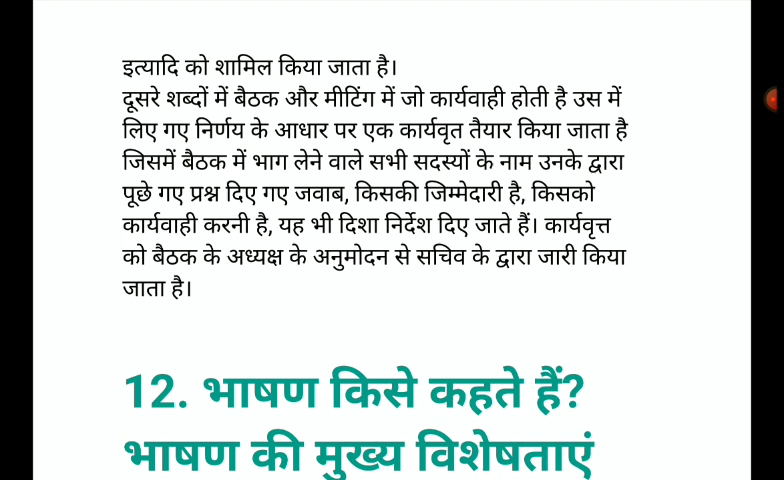 इत्यादि को शामिल किया जाता है।
दूसरे शब्दों में बैठक और मीटिंग में जो कार्यवाही होती है उस में
लिए गए निर्णय के आधार पर एक कार्यवृत तैयार किया जाता है
जिसमें बैठक में भाग लेने वाले सभी सदस्यों के नाम उनके द्वारा
पूछे गए प्रश्न दिए गए जवाब, किसकी जिम्मेदारी है, किसको
कार्यवाही करनी है, यह भी दिशा निर्देश दिए जाते हैं। कार्यवृत्त
को बैठक के अध्यक्ष के अनुमोदन से सचिव के द्वारा जारी किया
जाता है।
12. भाषण किसे कहते हैं?
भाषण की मुख्य विशेषताएं